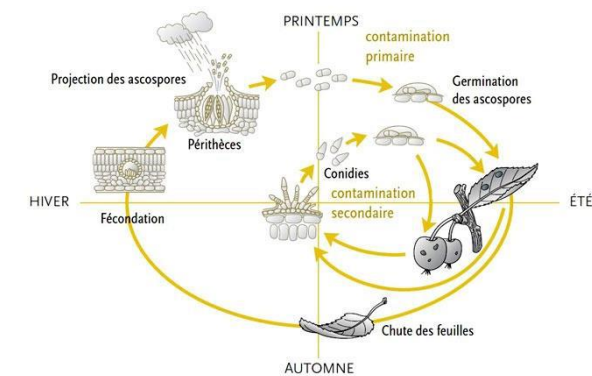 PRINTEMPS
contamination
primaire
Projection des ascospores
Germination
des ascospores
Périthèces
Conidies
contamination
secondaire
HIVER
ÉTÉ
Fécondation
Chute des feuilles
AUTOMNE